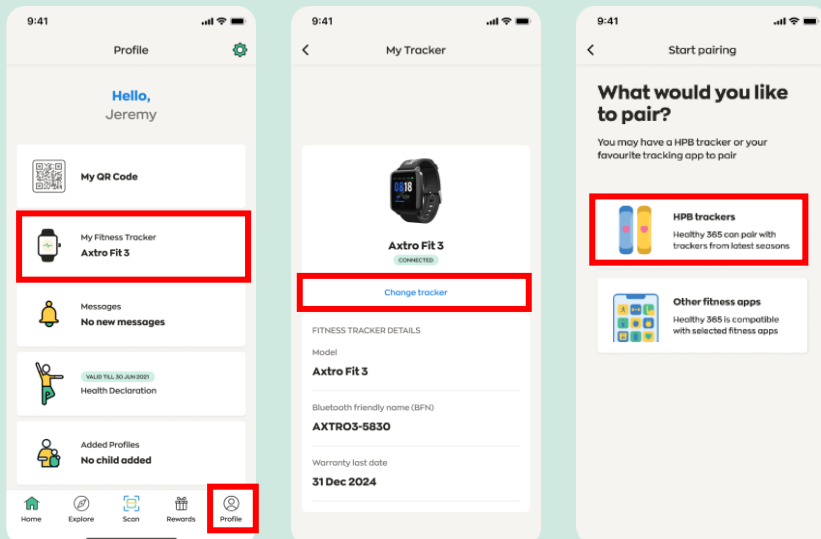 9:41
Profile
Hello,
Jeremy
My QR Code
My Fitness Tracker
Axtro Fit 3
Messages
No new messages
VALID TILL 30 JUN 2021
Health Declaration
Added Profiles
No child added
Home
Explore
Scan
Rewards
Profile
9:41
My Tracker
08 18
Axtro Fit 3
CONNECTED
Change tracker
FITNESS TRACKER DETAILS
Model
Axtro Fit 3
Bluetooth friendly name (BFN)
AXTRO3-5830
Warranty last date
31 Dec 2024
9:41
Start pairing
What would you like
to pair?
You may have a HPB tracker or your
favourite tracking app to pair
HPB trackers
Healthy 365 can pair with
trackers from latest seasons
Other fitness apps
Healthy 365 is compatible
with selected fitness apps